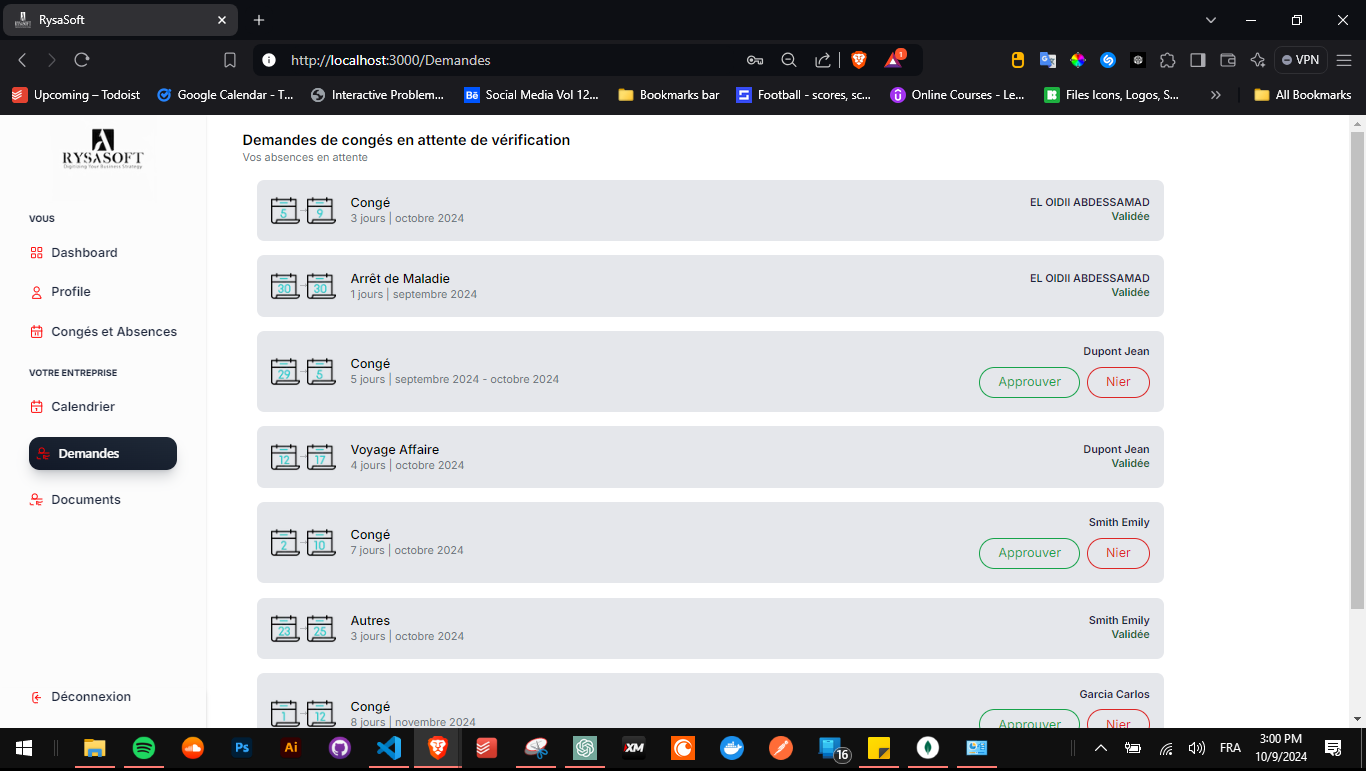 RysaSoft
http://localhost:3000/Demandes
1
VPN
Upcoming – Todoist
Google Calendar - T...
Interactive Problem...
Bē
Social Media Vol 12...
Bookmarks bar
Football - scores, sc...
Online Courses - Le...
Files Icons, Logos, S...
All Bookmarks
RYSASOFT
Digitalizing Your Business Strategy
VOUS
Dashboard
Profile
Congés et Absences
VOTRE ENTREPRISE
Calendrier
Demandes
Documents
Déconnexion
Demandes de congés en attente de vérification
Vos absences en attente
5 9
Congé
3 jours | octobre 2024
EL OIDII ABDESSAMAD
Validée
30 30
Arrêt de Maladie
1 jours | septembre 2024
EL OIDII ABDESSAMAD
Validée
29 5
Congé
5 jours | septembre 2024 - octobre 2024
Dupont Jean
Approuver Nier
12 17
Voyage Affaire
4 jours | octobre 2024
Dupont Jean
Validée
2 10
Congé
7 jours | octobre 2024
Smith Emily
Approuver Nier
23 25
Autres
3 jours | octobre 2024
Smith Emily
Validée
1 12
Congé
8 jours | novembre 2024
Garcia Carlos
Approuver Nier
Ps
Ai
XM
16
FRA
3:00 PM
10/9/2024